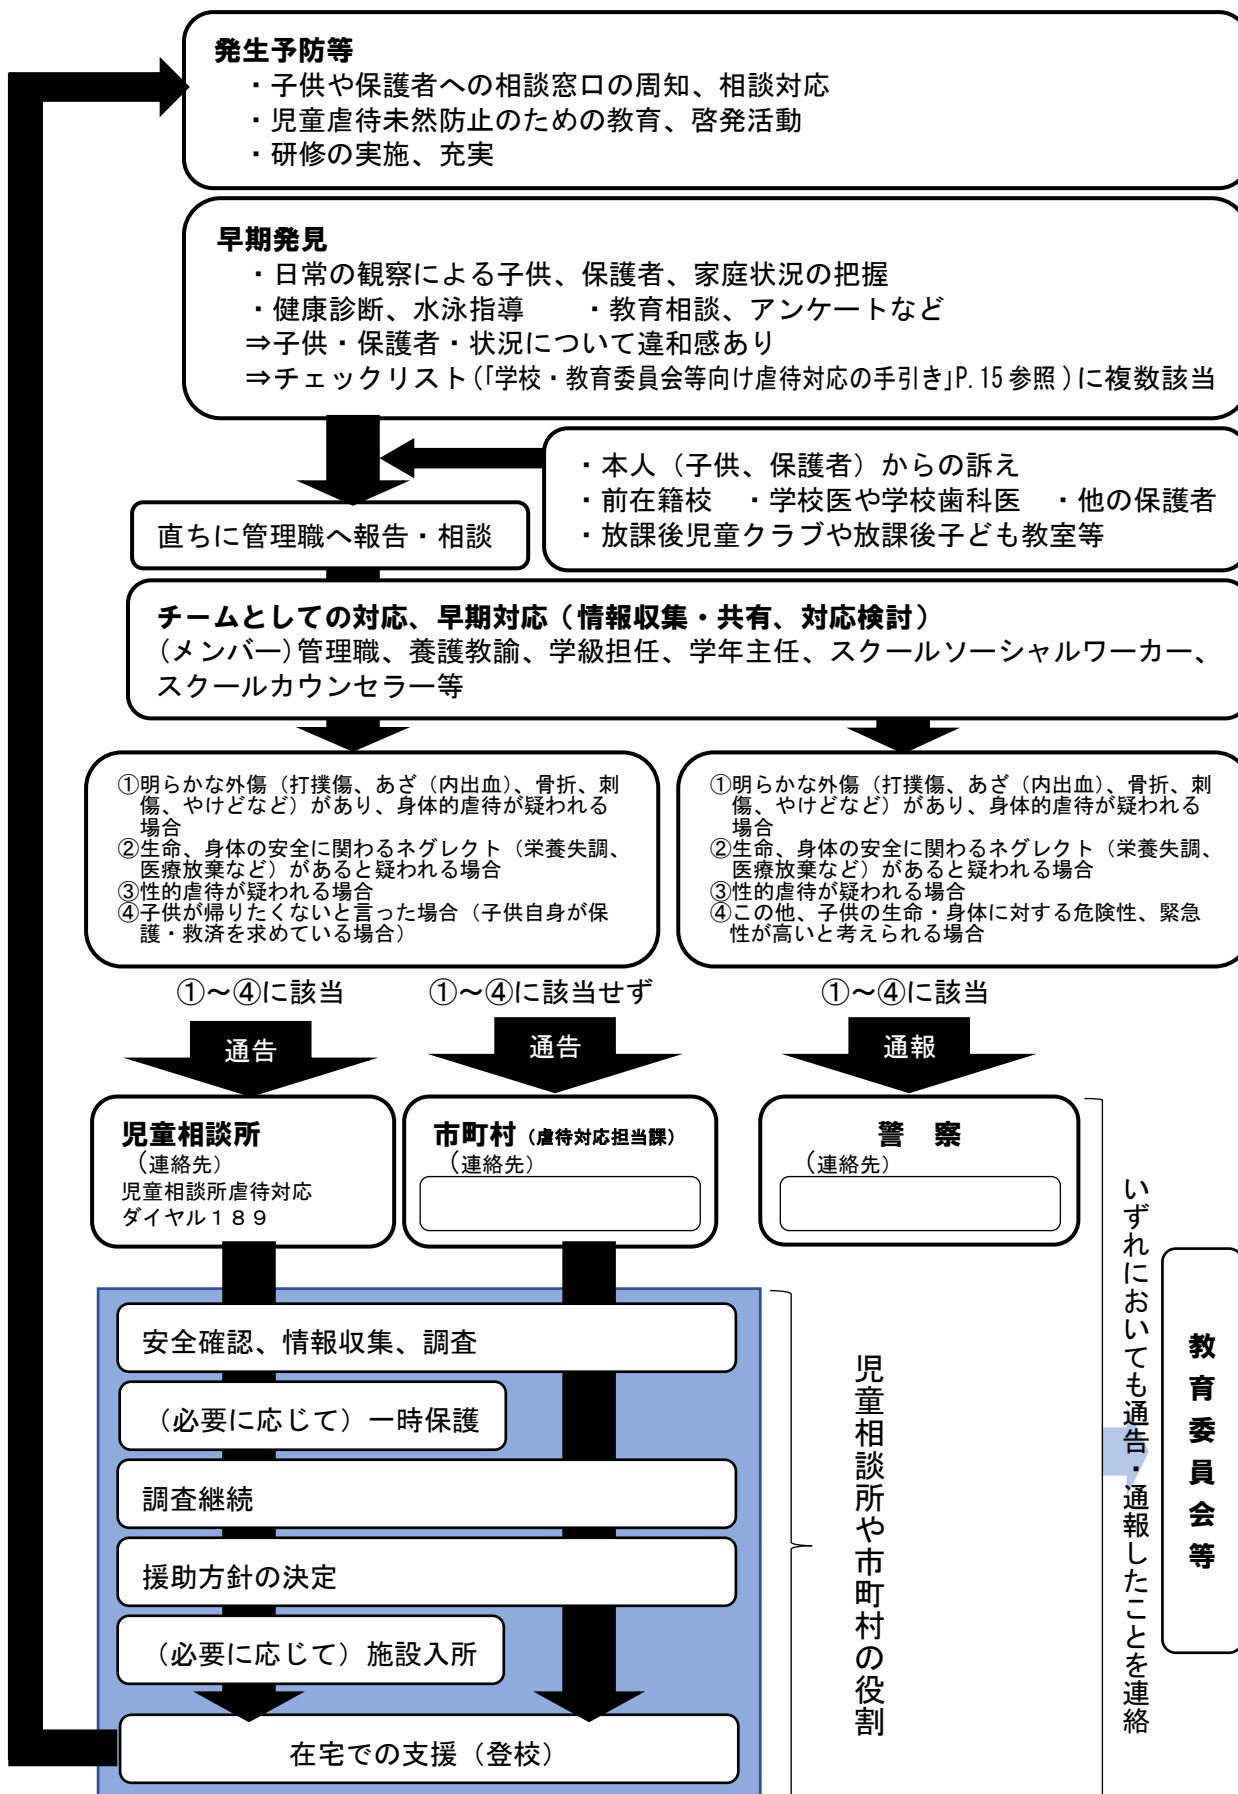 発生予防等
・子供や保護者への相談窓口の周知、相談対応
・児童虐待未然防止のための教育、啓発活動
・研修の実施、充実
早期発見
・日常の観察による子供、保護者、家庭状況の把握
・健康診断、水泳指導　　・教育相談、アンケートなど
⇒子供・保護者・状況について違和感あり
⇒チェックリスト（「学校・教育委員会等向け虐待対応の手引き」P.15参照）に複数該当
・本人（子供、保護者）からの訴え
・前在籍校　・学校医や学校歯科医　・他の保護者
・放課後児童クラブや放課後子ども教室等
直ちに管理職へ報告・相談
チームとしての対応、早期対応（情報収集・共有、対応検討）
（メンバー）管理職、養護教諭、学級担任、学年主任、スクールソーシャルワーカー、
スクールカウンセラー等
①明らかな外傷（打撲傷、あざ（内出血）、骨折、刺
傷、やけどなど）があり、身体的虐待が疑われる
場合
②生命、身体の安全に関わるネグレクト（栄養失調、
医療放棄など）があると疑われる場合
③性的虐待が疑われる場合
④子供が帰りたくないと言った場合（子供自身が保
護・救済を求めている場合）
①明らかな外傷（打撲傷、あざ（内出血）、骨折、刺
傷、やけどなど）があり、身体的虐待が疑われる
場合
②生命、身体の安全に関わるネグレクト（栄養失調、
医療放棄など）があると疑われる場合
③性的虐待が疑われる場合
④この他、子供の生命・身体に対する危険性、緊急
性が高いと考えられる場合
①～④に該当
①～④に該当せず
①～④に該当
通告
通告
通報
児童相談所
（連絡先）
児童相談所虐待対応
ダイヤル１８９
市町村（虐待対応担当課）
（連絡先）
警　察
（連絡先）
安全確認、情報収集、調査
（必要に応じて）一時保護
調査継続
援助方針の決定
（必要に応じて）施設入所
在宅での支援（登校）
児童相談所や市町村の役割
いずれにおいても通告・通報したことを連絡
教育委員会等